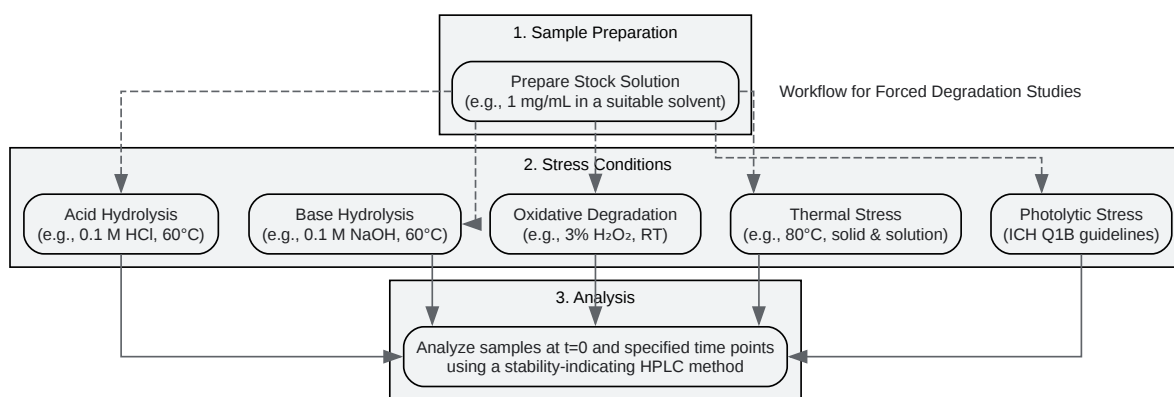 1. Sample Preparation
Prepare Stock Solution
(e.g., 1 mg/mL in a suitable solvent)
Workflow for Forced Degradation Studies
2. Stress Conditions
Acid Hydrolysis
(e.g., 0.1 M HCl, 60°C)
Base Hydrolysis
(e.g., 0.1 M NaOH, 60°C)
Oxidative Degradation
(e.g., 3% H₂O₂, RT)
Thermal Stress
(e.g., 80°C, solid & solution)
Photolytic Stress
(ICH Q1B guidelines)
3. Analysis
Analyze samples at t=0 and specified time points
using a stability-indicating HPLC method